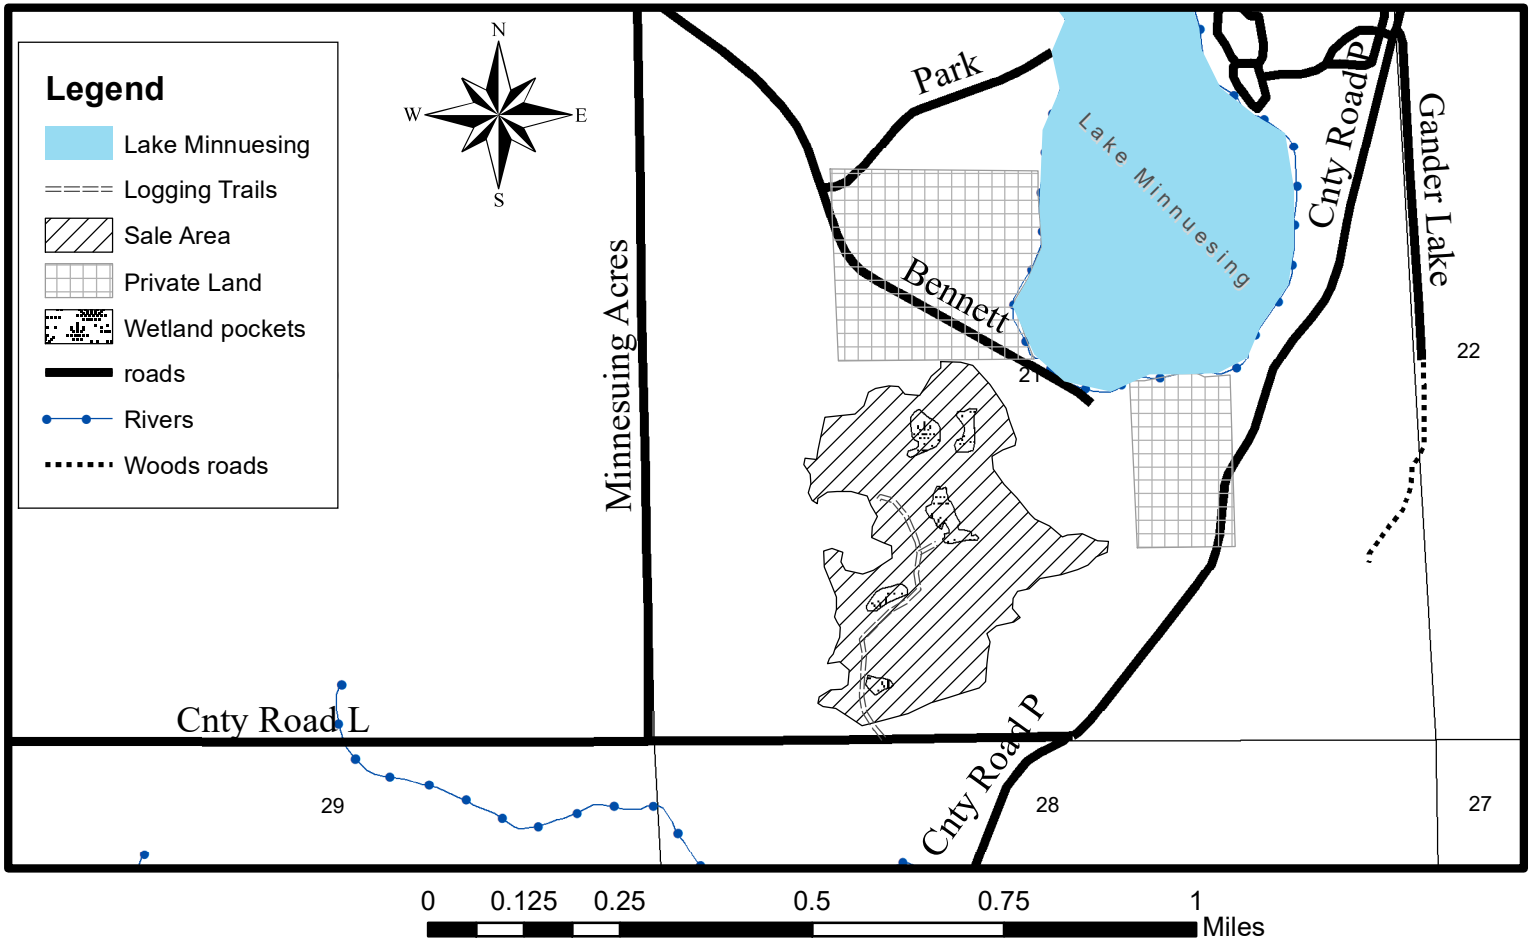 Legend
Lake Minnuesing
Logging Trails
Sale Area
Private Land
Wetland pockets
roads
Rivers
Woods roads
N
W
E
S
Park
Lake Minnuesing
Cnty Road P
Gander Lake
Bennett
Minnesuing Acres
21
22
Cnty Road L
Cnty Road P
29
28
27
0 0.125 0.25 0.5 0.75 1
Miles